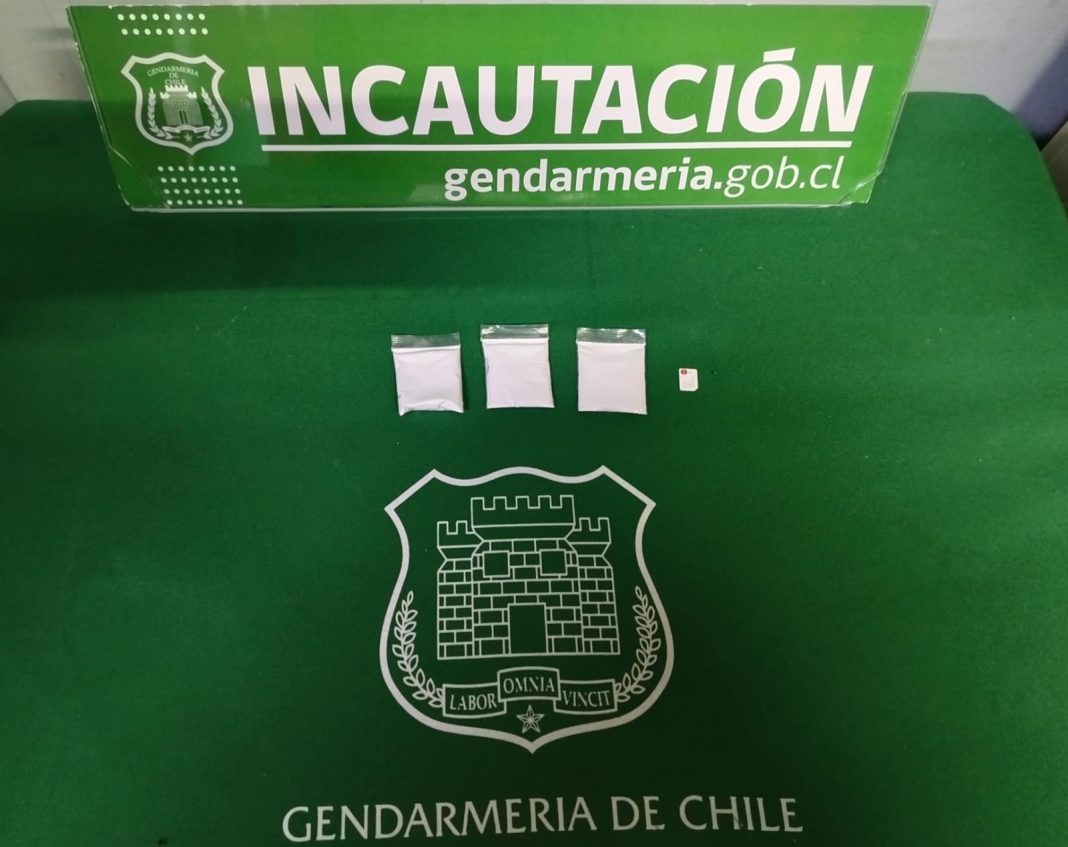 GENDARMERIA
DE
CHILE
INCAUTACIÓN
gendarmeria.gob.cl
LABOR OMNIA VINCIT
GENDARMERIA DE CHILE